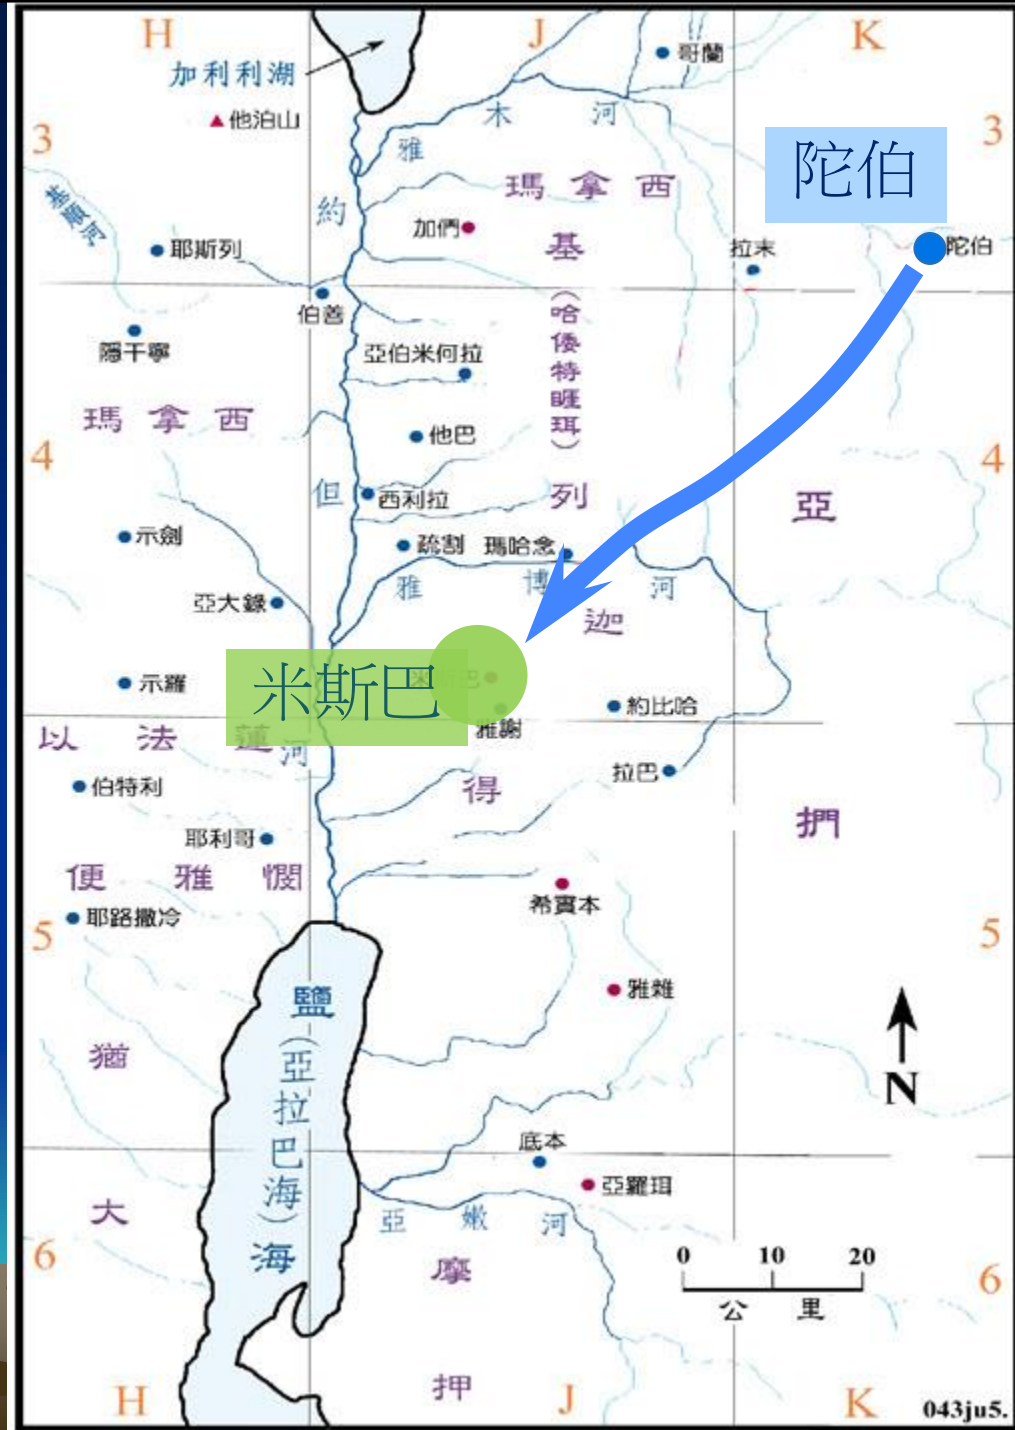 H
J
K
加利利湖
哥蘭
他泊山
3
3
雅木河
陀伯
基順河
瑪拿西
約
加們
耶斯列
基
拉末
陀伯
伯善
(哈倭特睚珥)
隱干寧
亞伯米何拉
瑪拿西
他巴
4
4
但
西利拉
列
亞
示劍
疏割
瑪哈念
雅博河
亞大錄
迦
米斯巴
米斯巴
示羅
約比哈
雅謝
以法蓮
河
拉巴
伯特利
得
捫
耶利哥
便雅憫
希實本
耶路撒冷
5
5
雅雜
鹽
(亞拉巴海)
海
猶
N
底本
亞羅珥
大
亞嫩河
6
摩
0 10 20
公里
6
押
H
J
K
043ju5.